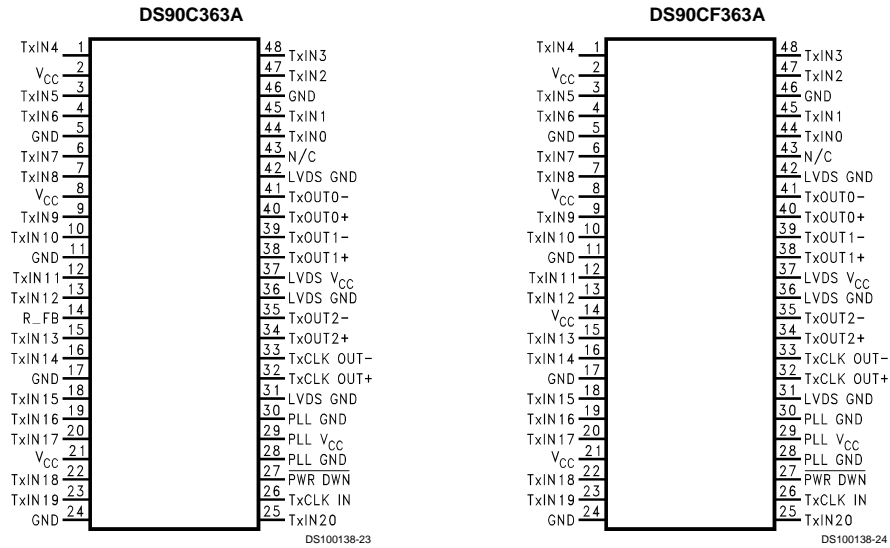 DS90C363A
TxIN4 1
VCC 2
TxIN5 3
TxIN6 4
GND 5
TxIN7 6
TxIN8 7
VCC 8
TxIN9 9
TxIN10 10
GND 11
TxIN11 12
TxIN12 13
R_FB 14
TxIN13 15
TxIN14 16
GND 17
TxIN15 18
TxIN16 19
TxIN17 20
VCC 21
TxIN18 22
TxIN19 23
GND 24
48 TxIN3
47 TxIN2
46 GND
45 TxIN1
44 TxIN0
43 N/C
42 LVDS GND
41 TxOUT0-
40 TxOUT0+
39 TxOUT1-
38 TxOUT1+
37 LVDS VCC
36 LVDS GND
35 TxOUT2-
34 TxOUT2+
33 TxCLK OUT-
32 TxCLK OUT+
31 LVDS GND
30 PLL GND
29 PLL VCC
28 PLL GND
27 PWR DWN
26 TxCLK IN
25 TxIN20
DS100138-23
DS90CF363A
TxIN4 1
VCC 2
TxIN5 3
TxIN6 4
GND 5
TxIN7 6
TxIN8 7
VCC 8
TxIN9 9
TxIN10 10
GND 11
TxIN11 12
TxIN12 13
VCC 14
TxIN13 15
TxIN14 16
GND 17
TxIN15 18
TxIN16 19
TxIN17 20
VCC 21
TxIN18 22
TxIN19 23
GND 24
48 TxIN3
47 TxIN2
46 GND
45 TxIN1
44 TxIN0
43 N/C
42 LVDS GND
41 TxOUT0-
40 TxOUT0+
39 TxOUT1-
38 TxOUT1+
37 LVDS VCC
36 LVDS GND
35 TxOUT2-
34 TxOUT2+
33 TxCLK OUT-
32 TxCLK OUT+
31 LVDS GND
30 PLL GND
29 PLL VCC
28 PLL GND
27 PWR DWN
26 TxCLK IN
25 TxIN20
DS100138-24